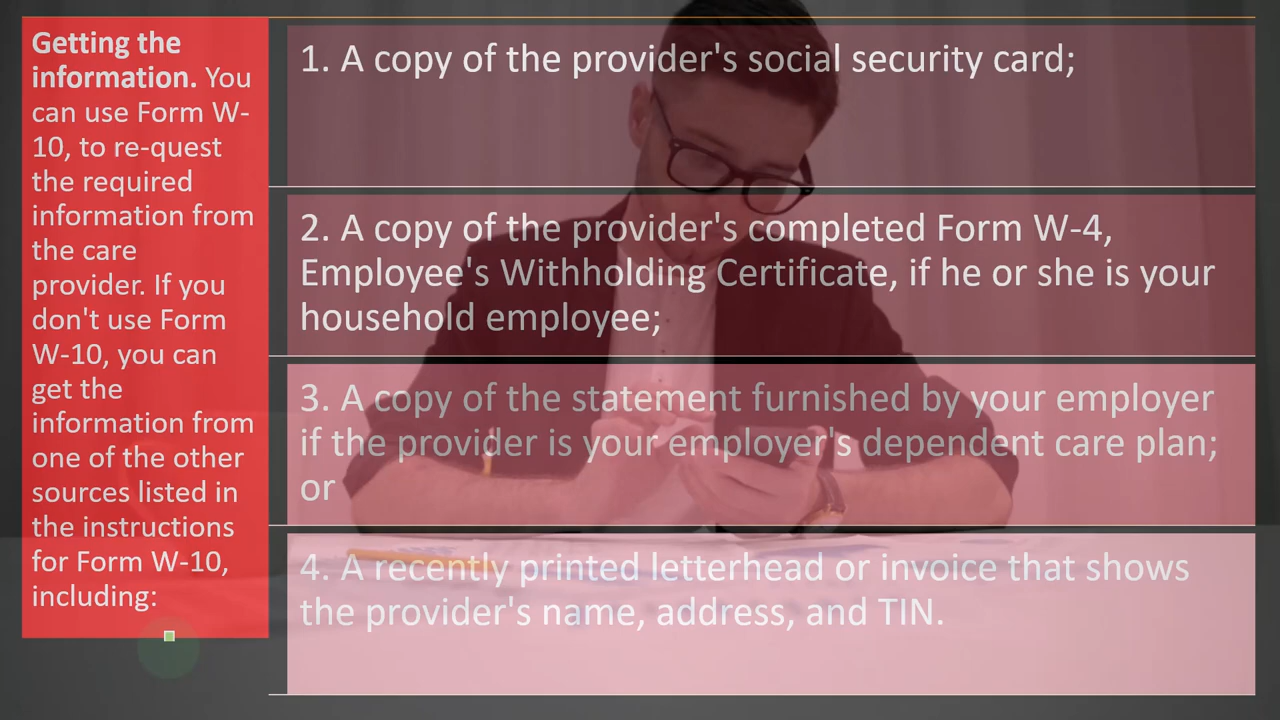 Getting the
information. You
can use Form W-
10, to re-quest
the required
information from
the care
provider. If you
don't use Form
W-10, you can
get the
information from
one of the other
sources listed in
the instructions
for Form W-10,
including:
1. A copy of the provider's social security card;
2. A copy of the provider's completed Form W-4,
Employee's Withholding Certificate, if he or she is your
household employee;
3. A copy of the statement furnished by your employer
if the provider is your employer's dependent care plan;
or
4. A recently printed letterhead or invoice that shows
the provider's name, address, and TIN.